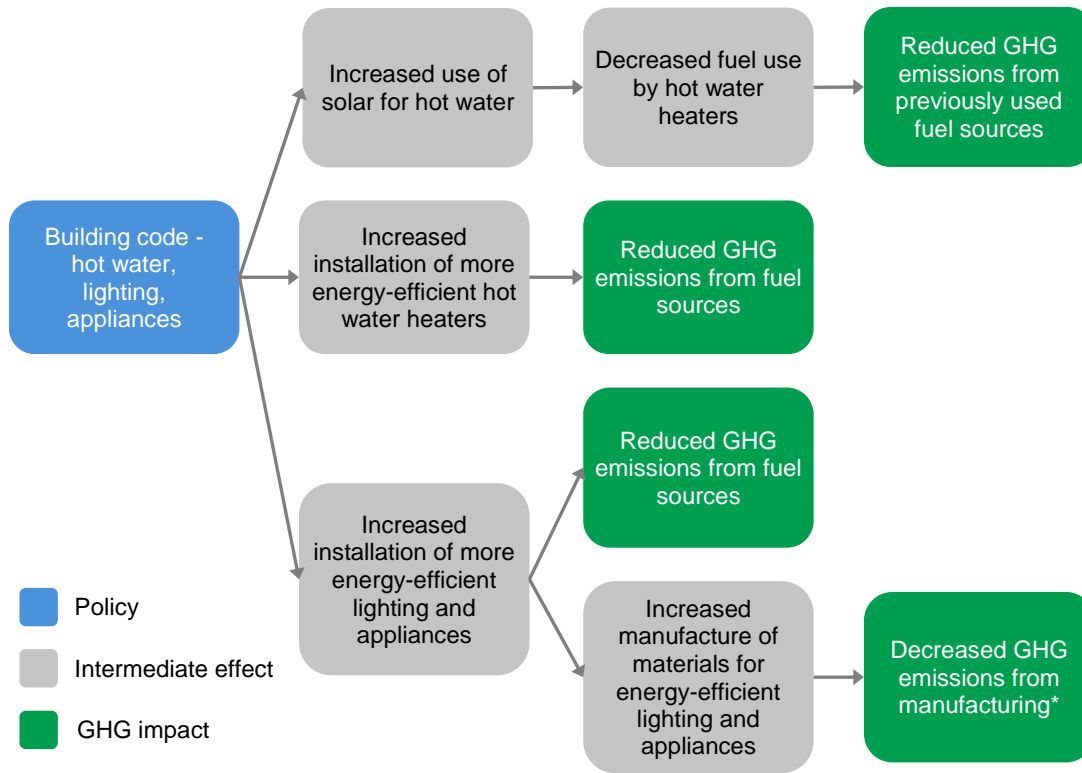 Increased use of
solar for hot water
Decreased fuel use
by hot water
heaters
Reduced GHG
emissions from
previously used
fuel sources
Building code -
hot water,
lighting,
appliances
Increased
installation of more
energy-efficient hot
water heaters
Reduced GHG
emissions from fuel
sources
Reduced GHG
emissions from fuel
sources
Increased
installation of more
energy-efficient
lighting and
appliances
Increased
manufacture of
materials for
energy-efficient
lighting and
appliances
Decreased GHG
emissions from
manufacturing*
Policy
Intermediate effect
GHG impact